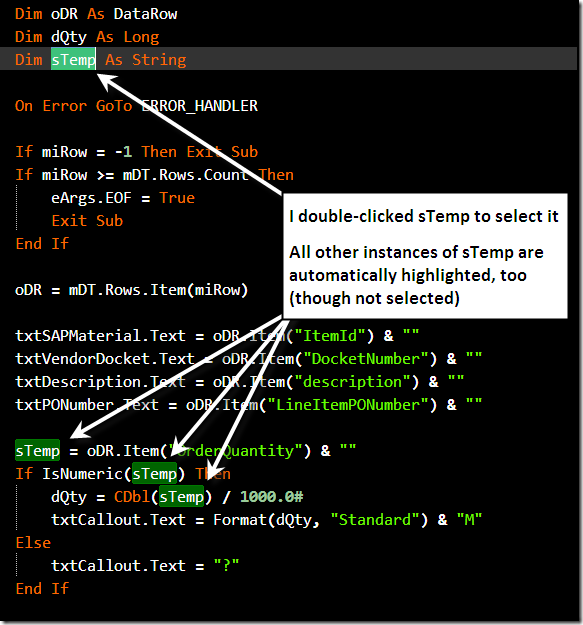 Dim oDR As DataRow
Dim dQty As Long
Dim sTemp As String
On Error GoTo ERROR_HANDLER
If miRow = -1 Then Exit Sub
If miRow >= mDT.Rows.Count Then
eArgs.EOF = True
Exit Sub
End If
I double-clicked sTemp to select it
All other instances of sTemp are
automatically highlighted, too
(though not selected)
oDR = mDT.Rows.Item(miRow)
txtSAPMaterial.Text = oDR.Item("ItemId") & ""
txtVendorDocket.Text = oDR.Item("DocketNumber") & ""
txtDescription.Text = oDR.Item("description") & ""
txtPONumber.Text = oDR.Item("LineItemPONumber") & ""
sTemp = oDR.Item("OrderQuantity") & ""
If IsNumeric(sTemp) Then
dQty = CDbl(sTemp) / 1000.0#
txtCallout.Text = Format(dQty, "Standard") & "M"
Else
txtCallout.Text = "?"
End If